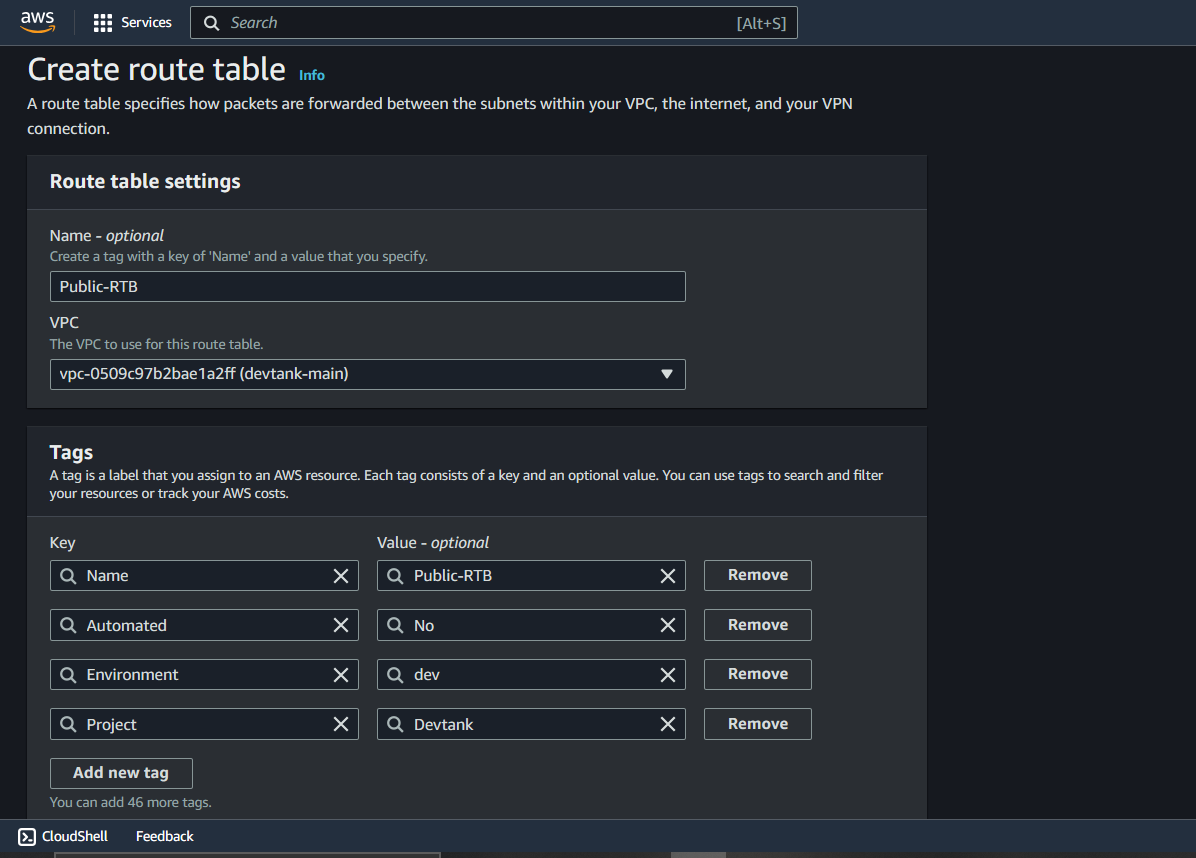 aws
Services
Search
[Alt+S]
Create route table Info
A route table specifies how packets are forwarded between the subnets within your VPC, the internet, and your VPN
connection.
Route table settings
Name - optional
Create a tag with a key of 'Name' and a value that you specify.
Public-RTB
VPC
The VPC to use for this route table.
vpc-0509c97b2bae1a2ff (devtank-main)
Tags
A tag is a label that you assign to an AWS resource. Each tag consists of a key and an optional value. You can use tags to search and filter
your resources or track your AWS costs.
Key Value - optional
Name Public-RTB Remove
Automated No Remove
Environment dev Remove
Project Devtank Remove
Add new tag
You can add 46 more tags.
CloudShell Feedback